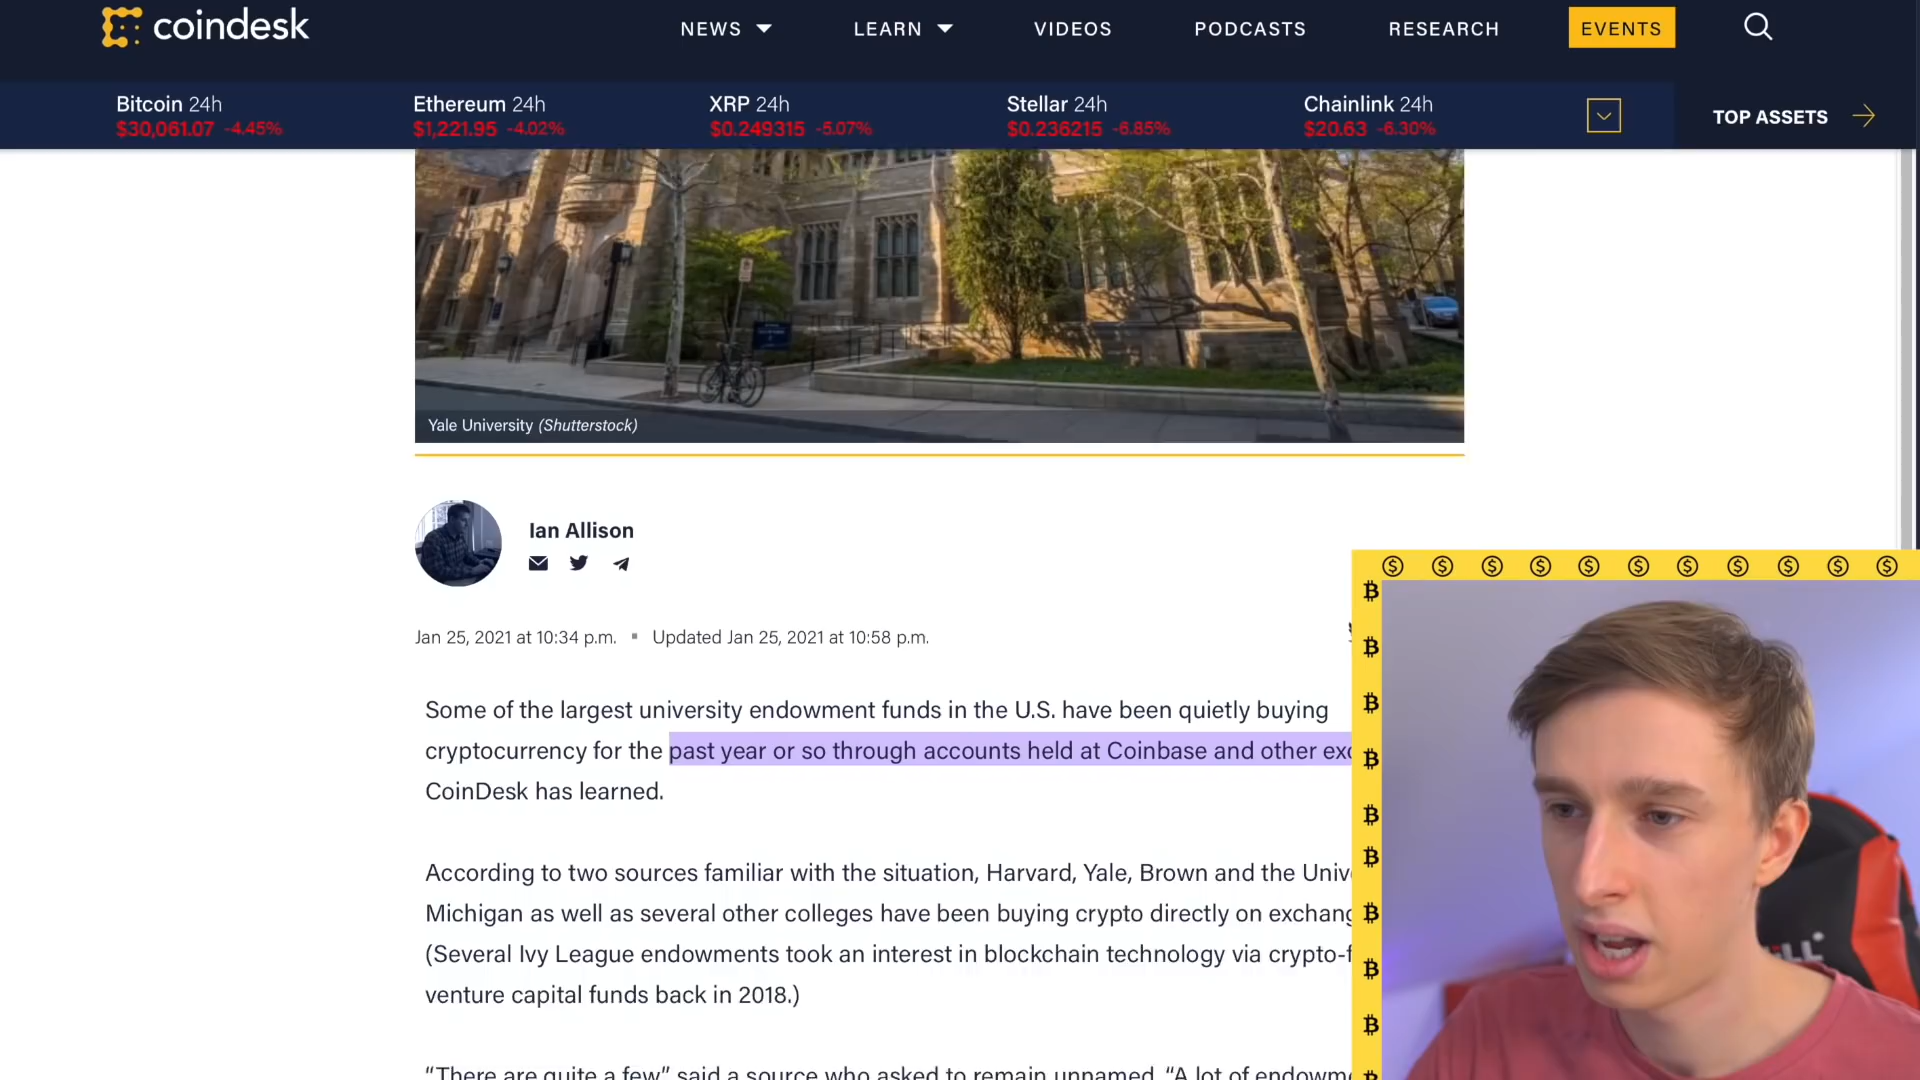 coindesk
NEWS LEARN VIDEOS PODCASTS RESEARCH EVENTS
Bitcoin 24h
$30,061.07 -4.45%
Ethereum 24h
$1,221.95 -4.02%
XRP 24h
$0.249315 -5.07%
Stellar 24h
$0.236215 -6.85%
Chainlink 24h
$20.63 -6.30%
TOP ASSETS
Yale University (Shutterstock)
Ian Allison
Jan 25, 2021 at 10:34 p.m. ▪ Updated Jan 25, 2021 at 10:58 p.m.
Some of the largest university endowment funds in the U.S. have been quietly buying
cryptocurrency for the past year or so through accounts held at Coinbase and other exc
CoinDesk has learned.
According to two sources familiar with the situation, Harvard, Yale, Brown and the Univ
Michigan as well as several other colleges have been buying crypto directly on exchang
(Several Ivy League endowments took an interest in blockchain technology via crypto-f
venture capital funds back in 2018.)
“There are quite a few” said a source who asked to remain unnamed. “A lot of endowm